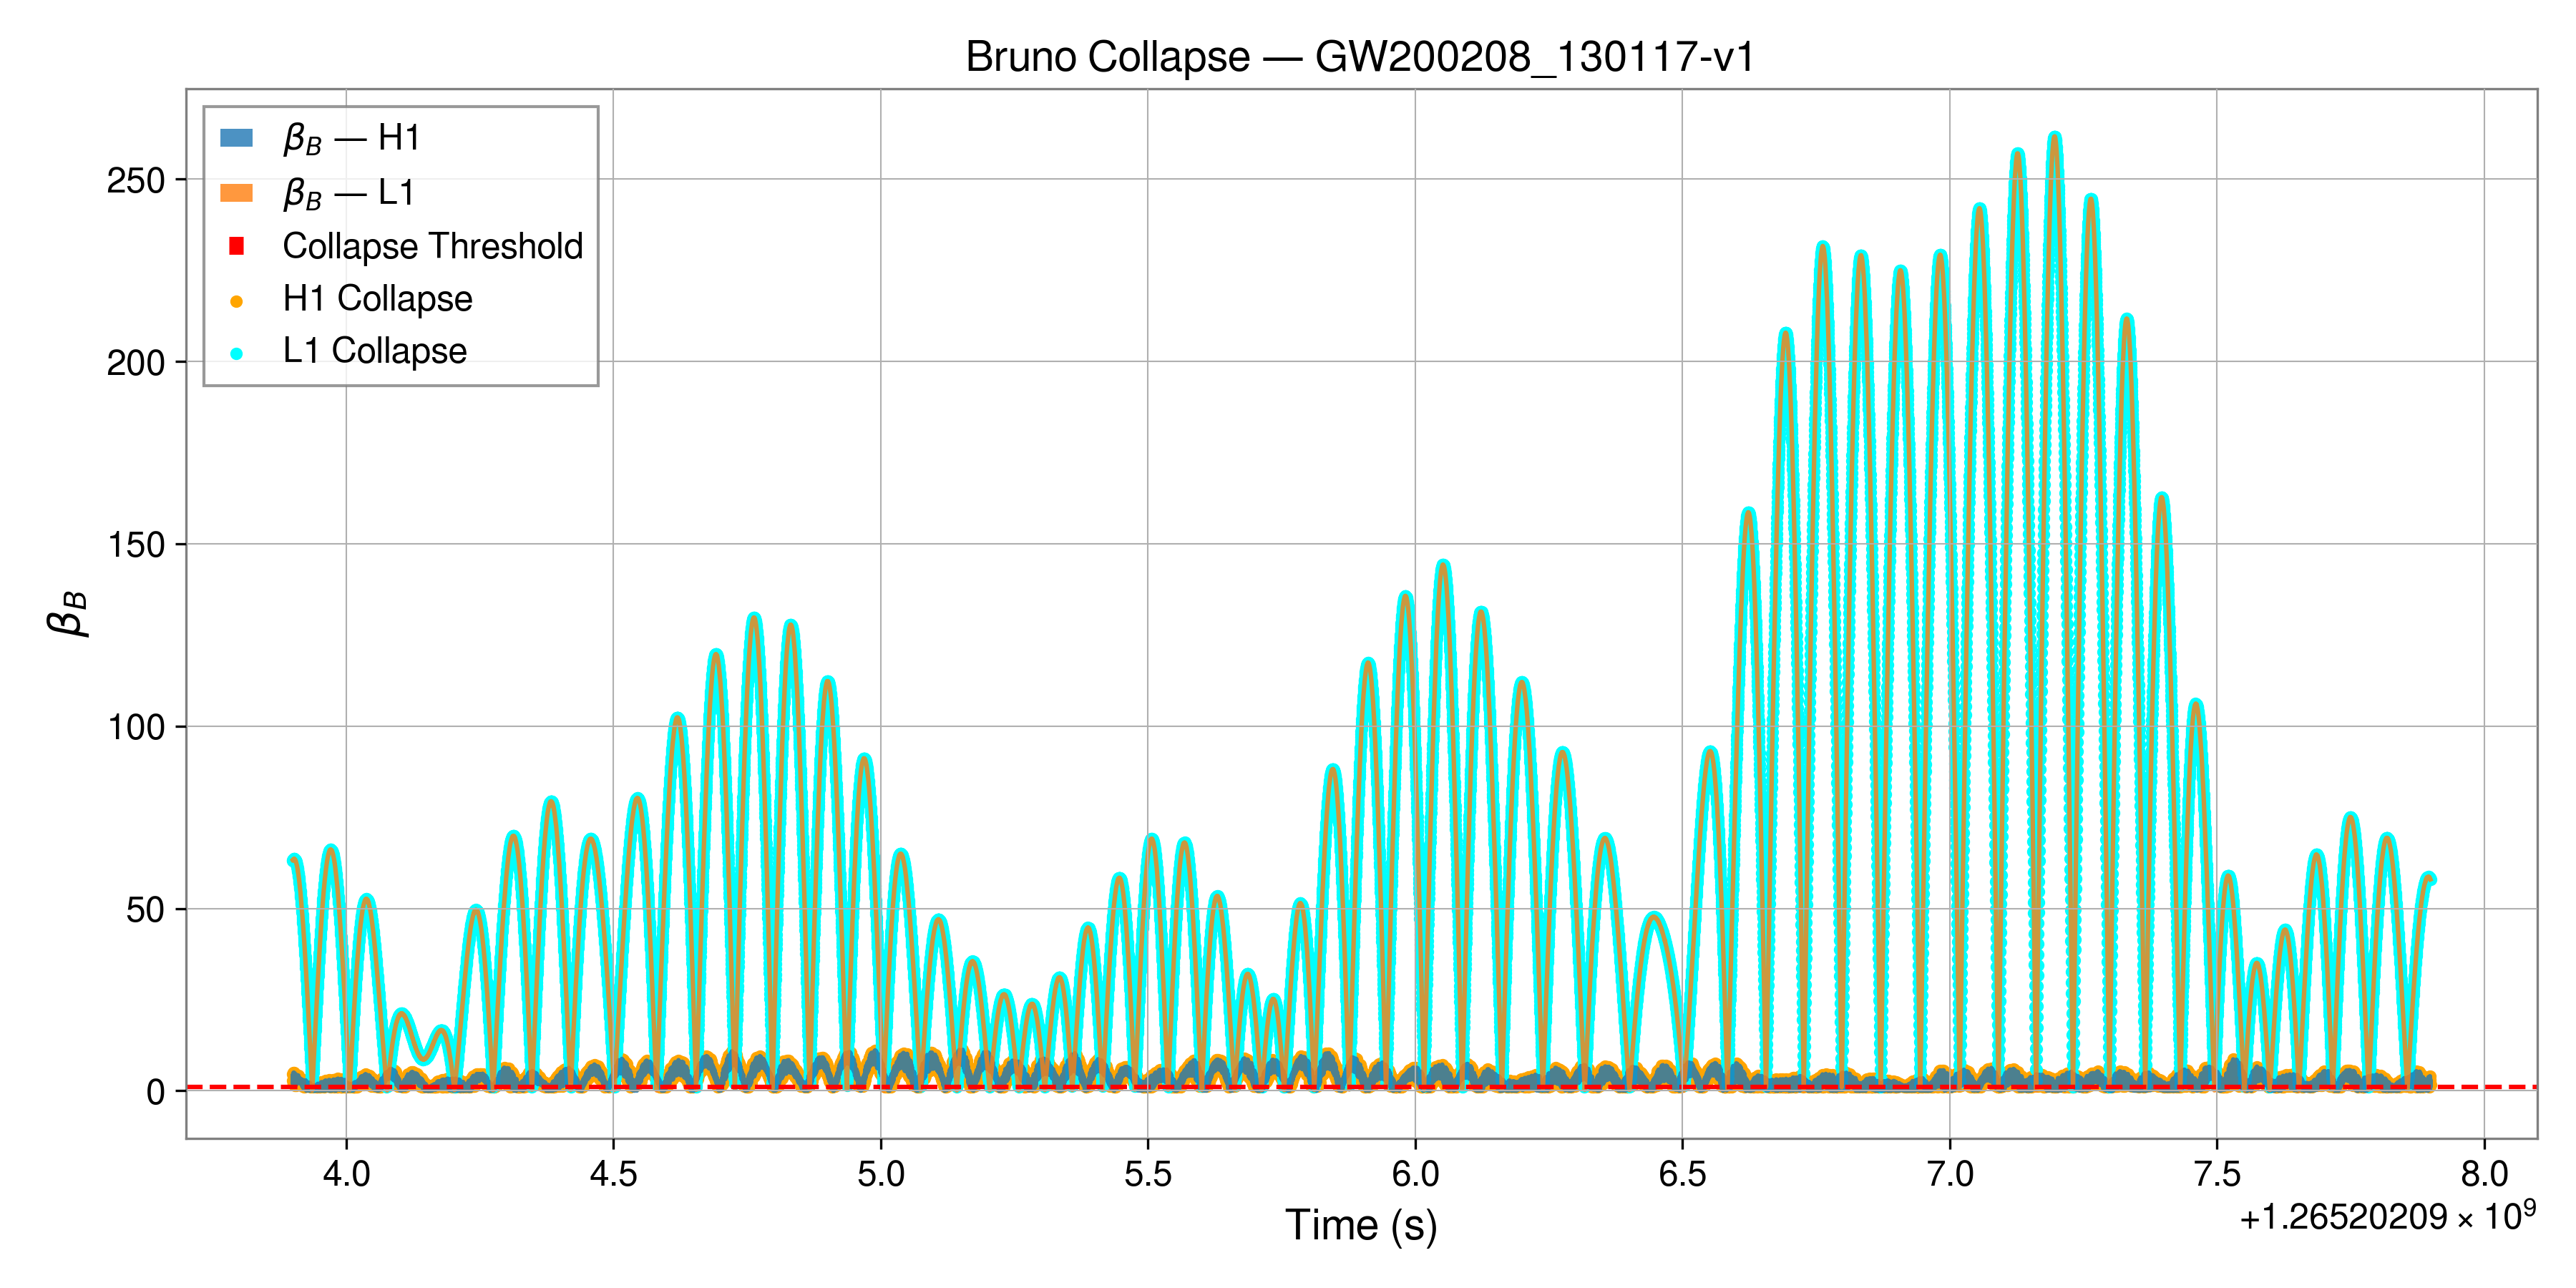 Bruno Collapse — GW200208_130117-v1
β_B — H1
β_B — L1
Collapse Threshold
H1 Collapse
L1 Collapse
250
200
150
100
50
0
β_B
4.0 4.5 5.0 5.5 6.0 6.5 7.0 7.5 8.0
+1.26520209 × 10⁹
Time (s)